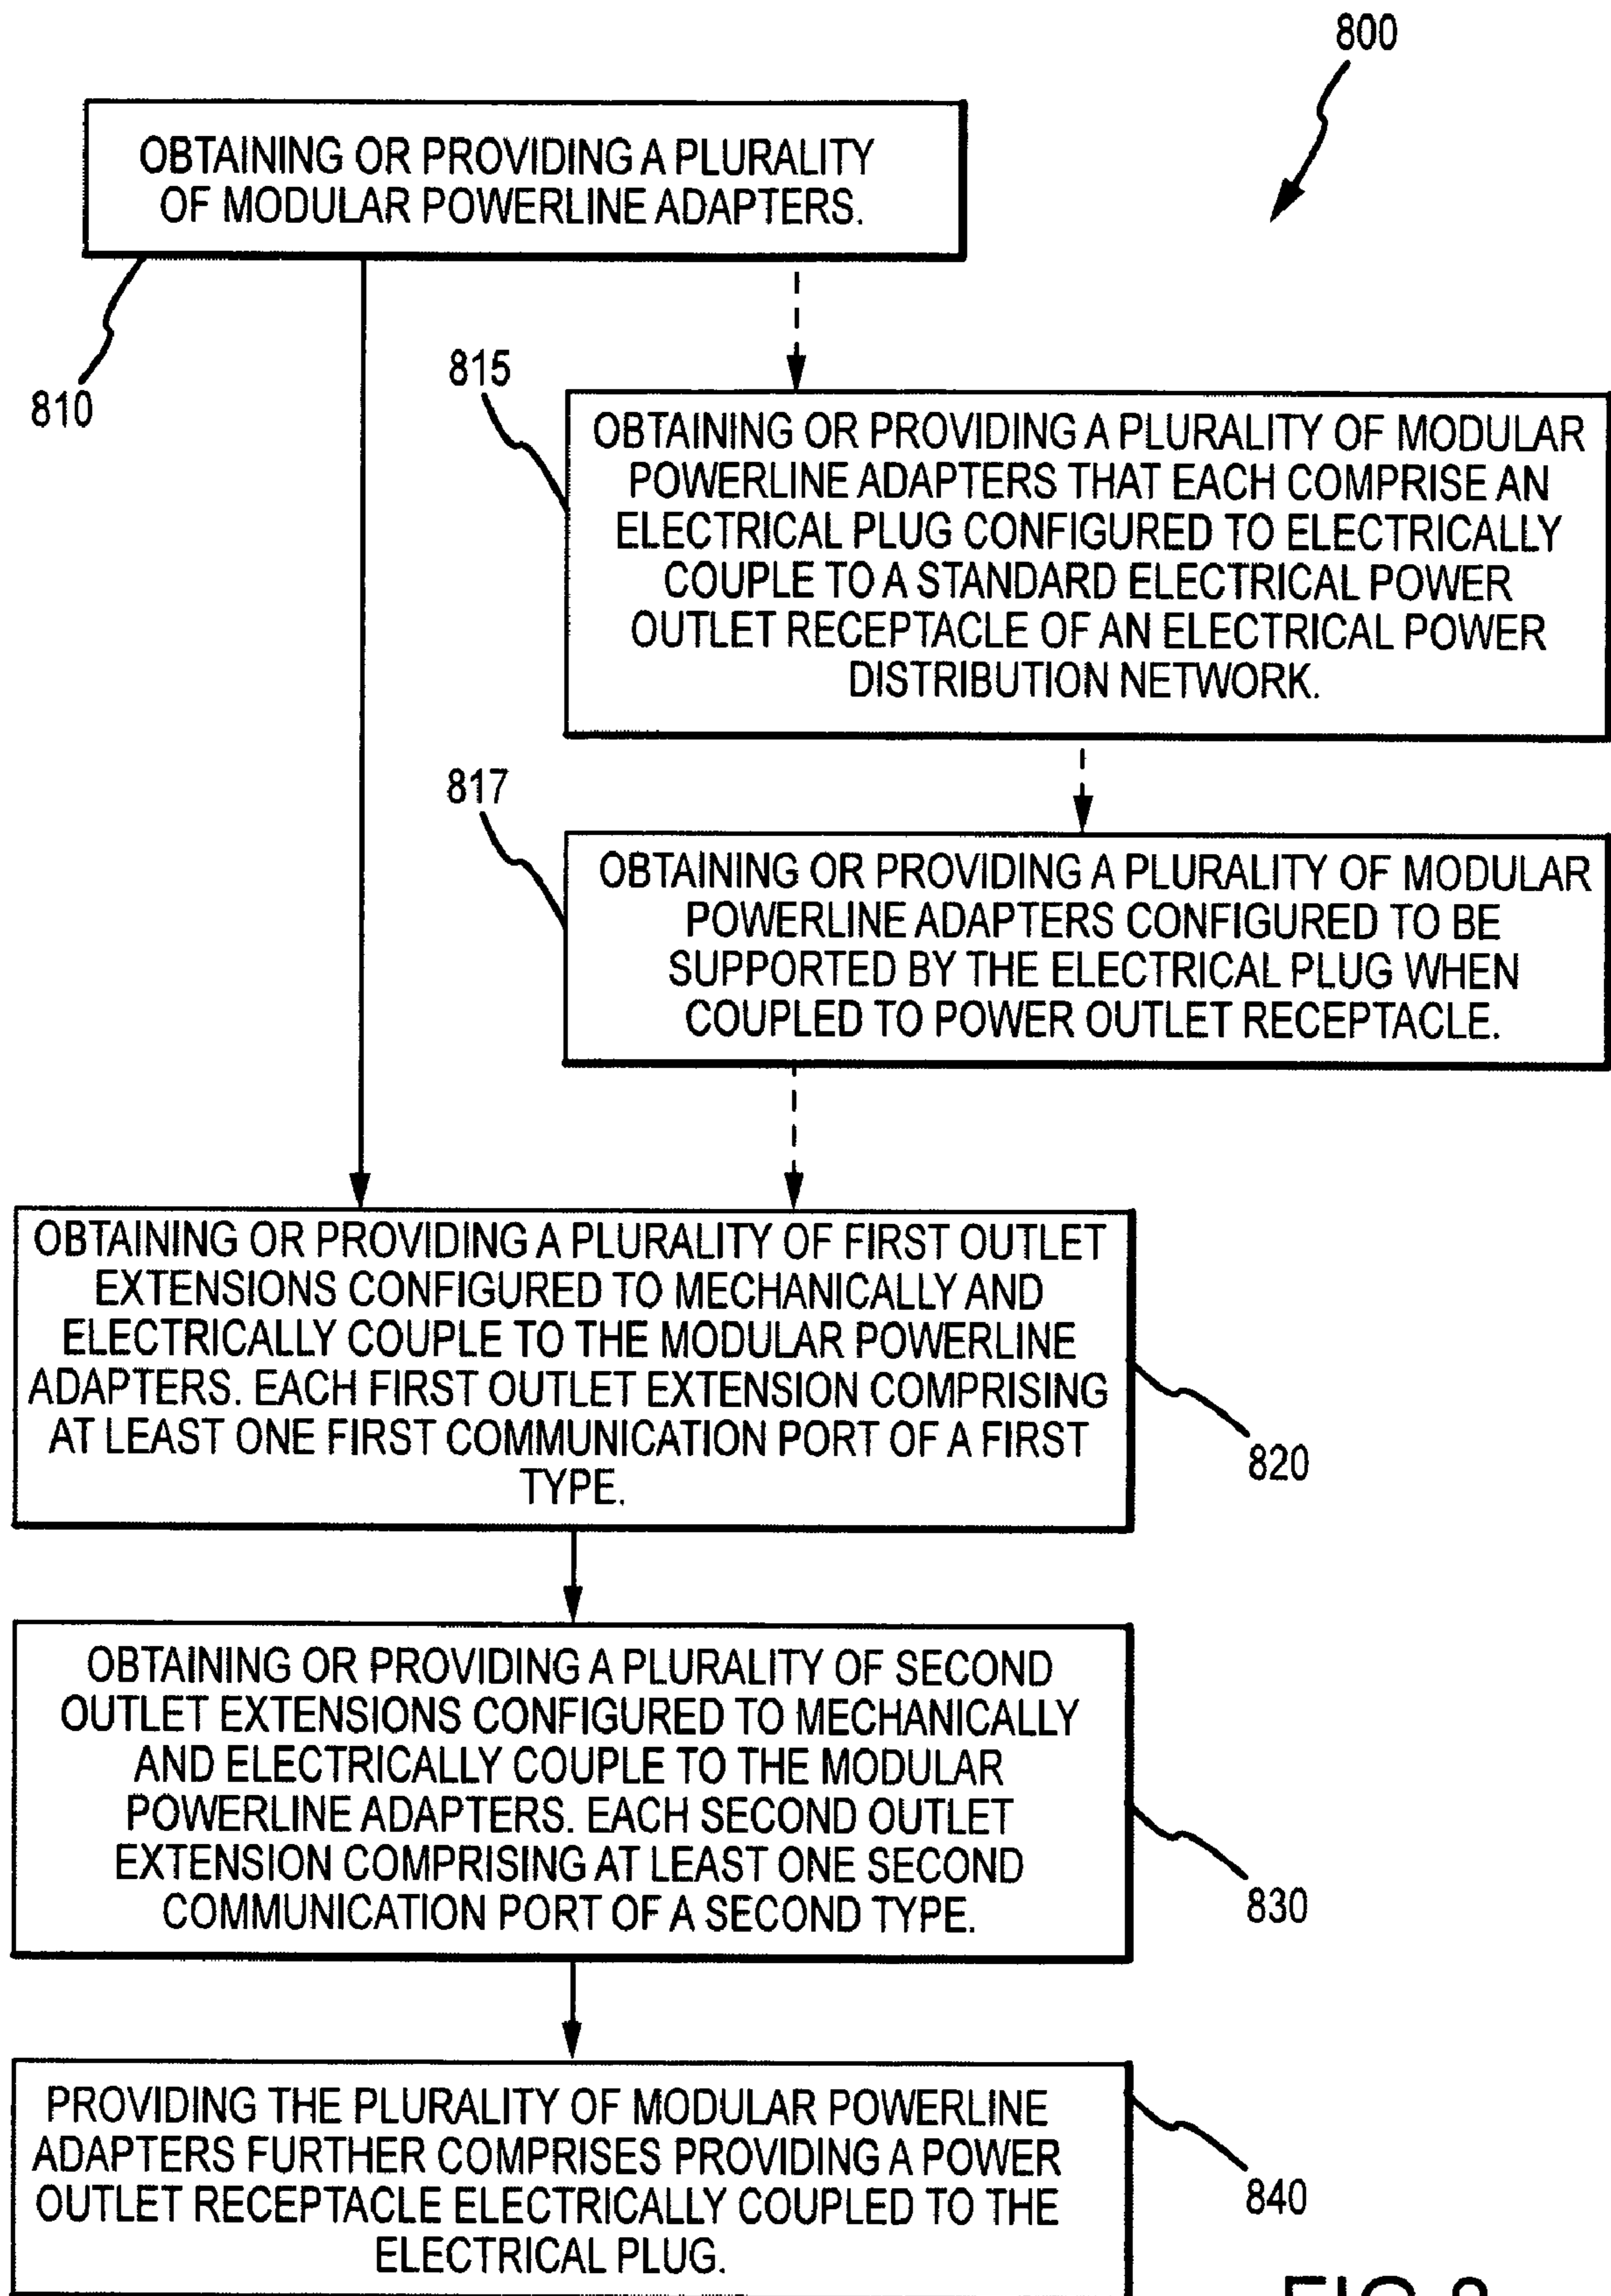 800
OBTAINING OR PROVIDING A PLURALITY
OF MODULAR POWERLINE ADAPTERS.
810
815
OBTAINING OR PROVIDING A PLURALITY OF MODULAR
POWERLINE ADAPTERS THAT EACH COMPRISE AN
ELECTRICAL PLUG CONFIGURED TO ELECTRICALLY
COUPLE TO A STANDARD ELECTRICAL POWER
OUTLET RECEPTACLE OF AN ELECTRICAL POWER
DISTRIBUTION NETWORK.
817
OBTAINING OR PROVIDING A PLURALITY OF MODULAR
POWERLINE ADAPTERS CONFIGURED TO BE
SUPPORTED BY THE ELECTRICAL PLUG WHEN
COUPLED TO POWER OUTLET RECEPTACLE.
OBTAINING OR PROVIDING A PLURALITY OF FIRST OUTLET
EXTENSIONS CONFIGURED TO MECHANICALLY AND
ELECTRICALLY COUPLE TO THE MODULAR POWERLINE
ADAPTERS. EACH FIRST OUTLET EXTENSION COMPRISING
AT LEAST ONE FIRST COMMUNICATION PORT OF A FIRST
TYPE.
820
OBTAINING OR PROVIDING A PLURALITY OF SECOND
OUTLET EXTENSIONS CONFIGURED TO MECHANICALLY
AND ELECTRICALLY COUPLE TO THE MODULAR
POWERLINE ADAPTERS. EACH SECOND OUTLET
EXTENSION COMPRISING AT LEAST ONE SECOND
COMMUNICATION PORT OF A SECOND TYPE.
830
PROVIDING THE PLURALITY OF MODULAR POWERLINE
ADAPTERS FURTHER COMPRISES PROVIDING A POWER
OUTLET RECEPTACLE ELECTRICALLY COUPLED TO THE
ELECTRICAL PLUG.
840